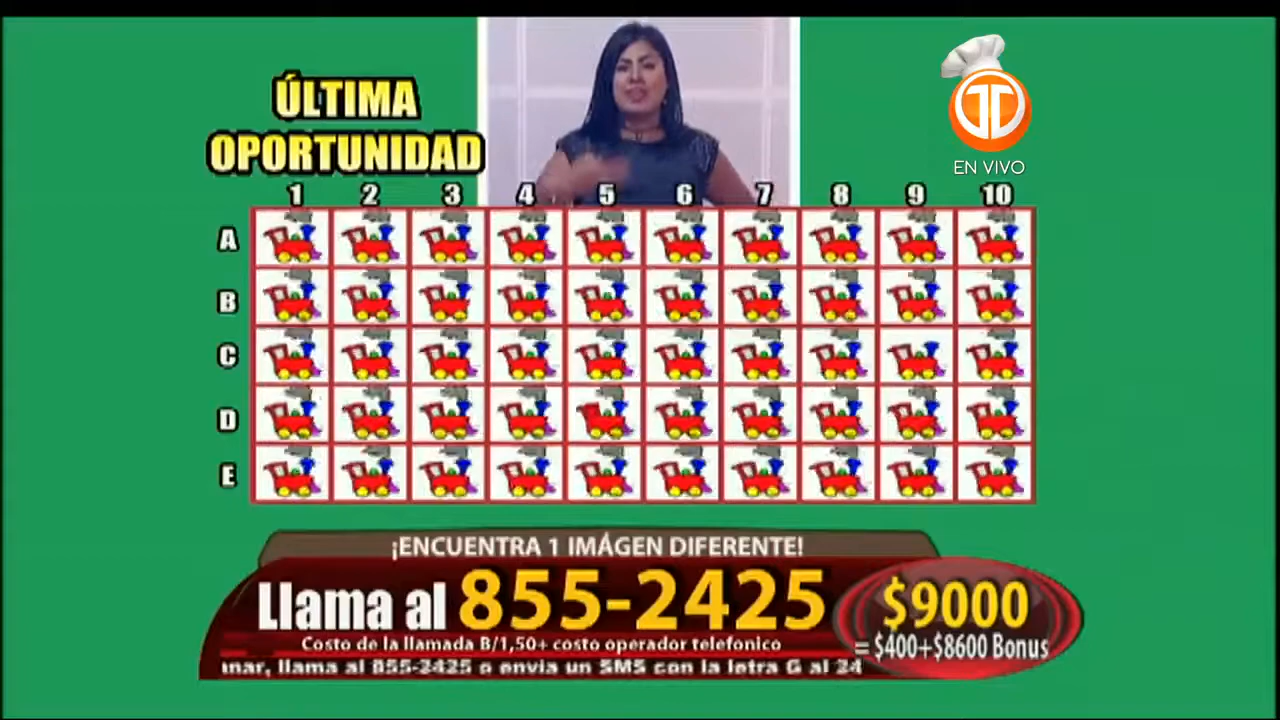 ÚLTIMA
OPORTUNIDAD
EN VIVO
1 2 3 4 5 6 7 8 9 10
A
B
C
D
E
¡ENCUENTRA 1 IMÁGEN DIFERENTE!
Llama al 855-2425
$9000
Costo de la llamada B/1,50+ costo operador telefonico
= $400+$8600 Bonus
nar, llama al 855-2425 o envia un SMS con la letra G al 24